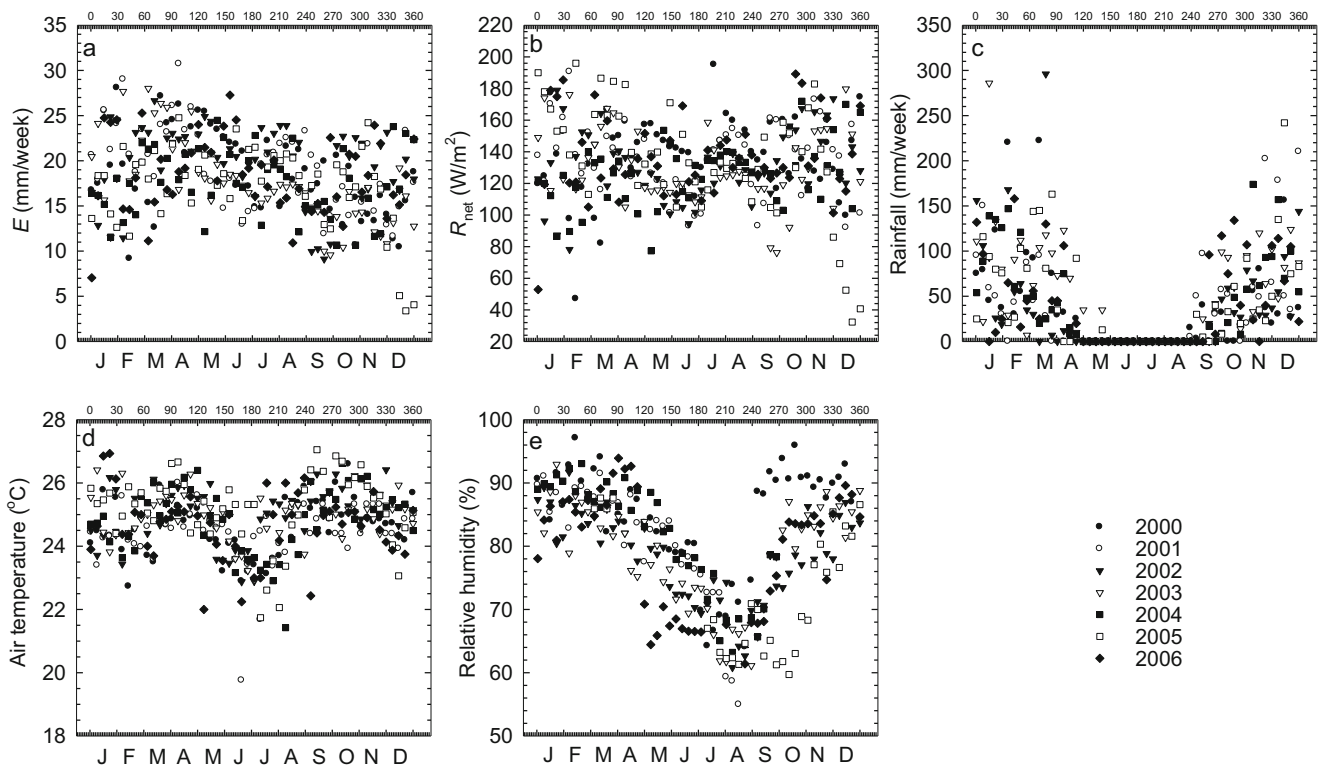 0 30 60 90 120 150 180 210 240 270 300 330 360
a
E (mm/week)
35
30
25
20
15
10
5
0
J F M A M J J A S O N D
0 30 60 90 120 150 180 210 240 270 300 330 360
b
Rnet (W/m2)
220
200
180
160
140
120
100
80
60
40
20
J F M A M J J A S O N D
0 30 60 90 120 150 180 210 240 270 300 330 360
c
Rainfall (mm/week)
350
300
250
200
150
100
50
0
J F M A M J J A S O N D
0 30 60 90 120 150 180 210 240 270 300 330 360
d
Air temperature (oC)
28
26
24
22
20
18
J F M A M J J A S O N D
0 30 60 90 120 150 180 210 240 270 300 330 360
e
Relative humidity (%)
100
90
80
70
60
50
J F M A M J J A S O N D
2000
2001
2002
2003
2004
2005
2006